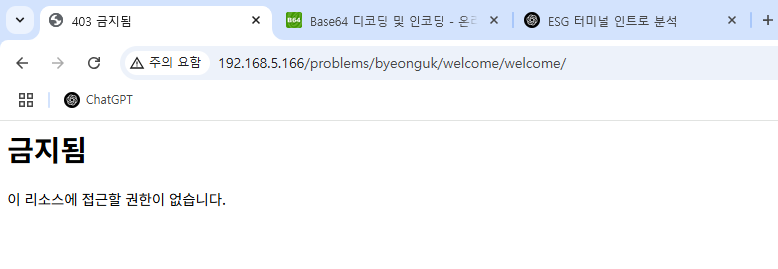 403 금지됨
Base64 디코딩 및 인코딩 - 온라
ESG 터미널 인트로 분석
주의 요함
192.168.5.166/problems/byeonguk/welcome/welcome/
ChatGPT
금지됨
이 리소스에 접근할 권한이 없습니다.